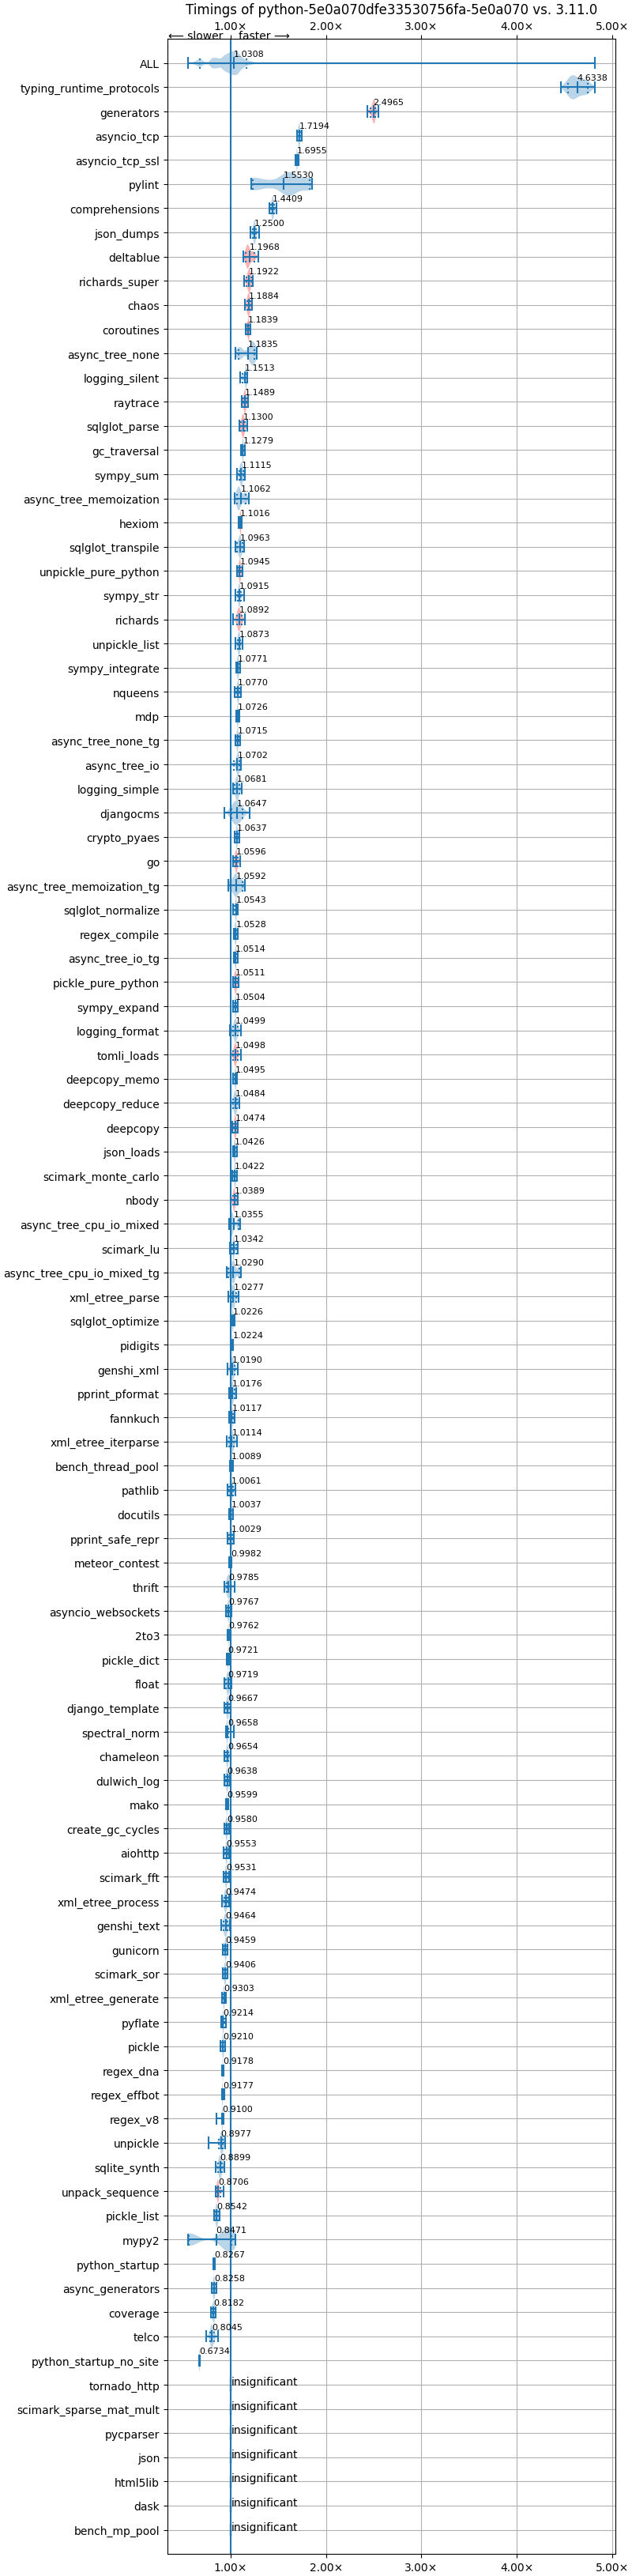 Timings of python-5e0a070dfe33530756fa-5e0a070 vs. 3.11.0
1.00× 2.00× 3.00× 4.00× 5.00×
⟵ slower faster ⟶
ALL 1.0308
typing_runtime_protocols 4.6338
generators 2.4965
asyncio_tcp 1.7194
asyncio_tcp_ssl 1.6955
pylint 1.5530
comprehensions 1.4409
json_dumps 1.2500
deltablue 1.1968
richards_super 1.1922
chaos 1.1884
coroutines 1.1839
async_tree_none 1.1835
logging_silent 1.1513
raytrace 1.1489
sqlglot_parse 1.1300
gc_traversal 1.1279
sympy_sum 1.1115
async_tree_memoization 1.1062
hexiom 1.1016
sqlglot_transpile 1.0963
unpickle_pure_python 1.0945
sympy_str 1.0915
richards 1.0892
unpickle_list 1.0873
sympy_integrate 1.0771
nqueens 1.0770
mdp 1.0726
async_tree_none_tg 1.0715
async_tree_io 1.0702
logging_simple 1.0681
djangocms 1.0647
crypto_pyaes 1.0637
go 1.0596
async_tree_memoization_tg 1.0592
sqlglot_normalize 1.0543
regex_compile 1.0528
async_tree_io_tg 1.0514
pickle_pure_python 1.0511
sympy_expand 1.0504
logging_format 1.0499
tomli_loads 1.0498
deepcopy_memo 1.0495
deepcopy_reduce 1.0484
deepcopy 1.0474
json_loads 1.0426
scimark_monte_carlo 1.0422
nbody 1.0389
async_tree_cpu_io_mixed 1.0355
scimark_lu 1.0342
async_tree_cpu_io_mixed_tg 1.0290
xml_etree_parse 1.0277
sqlglot_optimize 1.0226
pidigits 1.0224
genshi_xml 1.0190
pprint_pformat 1.0176
fannkuch 1.0117
xml_etree_iterparse 1.0114
bench_thread_pool 1.0089
pathlib 1.0061
docutils 1.0037
pprint_safe_repr 1.0029
meteor_contest 0.9982
thrift 0.9785
asyncio_websockets 0.9767
2to3 0.9762
pickle_dict 0.9721
float 0.9719
django_template 0.9667
spectral_norm 0.9658
chameleon 0.9654
dulwich_log 0.9638
mako 0.9599
create_gc_cycles 0.9580
aiohttp 0.9553
scimark_fft 0.9531
xml_etree_process 0.9474
genshi_text 0.9464
gunicorn 0.9459
scimark_sor 0.9406
xml_etree_generate 0.9303
pyflate 0.9214
pickle 0.9210
regex_dna 0.9178
regex_effbot 0.9177
regex_v8 0.9100
unpickle 0.8977
sqlite_synth 0.8899
unpack_sequence 0.8706
pickle_list 0.8542
mypy2 0.8471
python_startup 0.8267
async_generators 0.8258
coverage 0.8182
telco 0.8045
python_startup_no_site 0.6734
tornado_http insignificant
scimark_sparse_mat_mult insignificant
pycparser insignificant
json insignificant
html5lib insignificant
dask insignificant
bench_mp_pool insignificant
1.00× 2.00× 3.00× 4.00× 5.00×